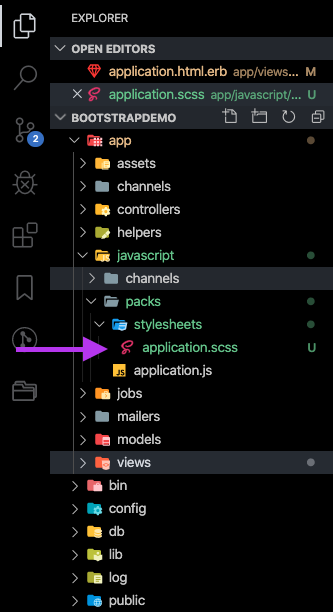 EXPLORER
OPEN EDITORS
application.html.erb app/views... M
application.scss app/javascript/... U
BOOTSTRAPDEMO
app
assets
channels
2
controllers
helpers
javascript
channels
packs
stylesheets
application.scss U
JS application.js
jobs
mailers
models
views
bin
config
db
lib
log
public